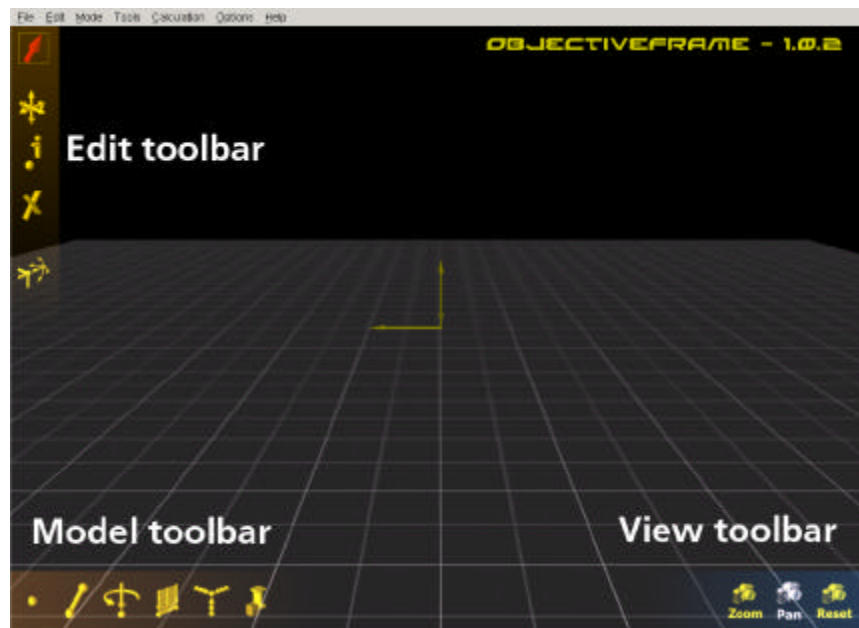 File Edit Mode Tools Calculation Options Help
OBJECTIVEFRAME - 1.0.2
Edit toolbar
Model toolbar
View toolbar
Zoom Pan Reset